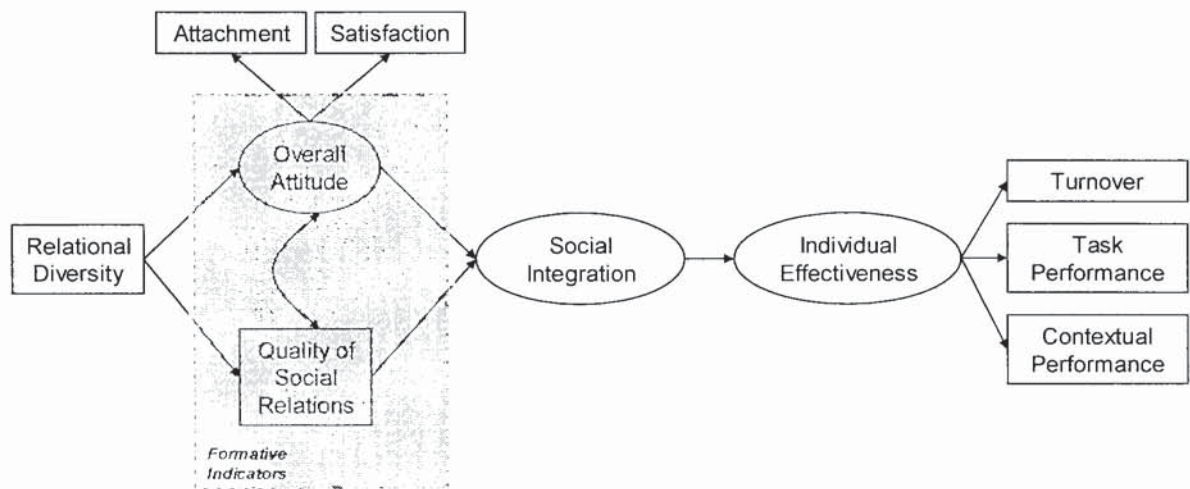 Attachment
Satisfaction
Overall
Attitude
Relational
Diversity
Quality of
Social
Relations
Formative
Indicators
Social
Integration
Individual
Effectiveness
Turnover
Task
Performance
Contextual
Performance